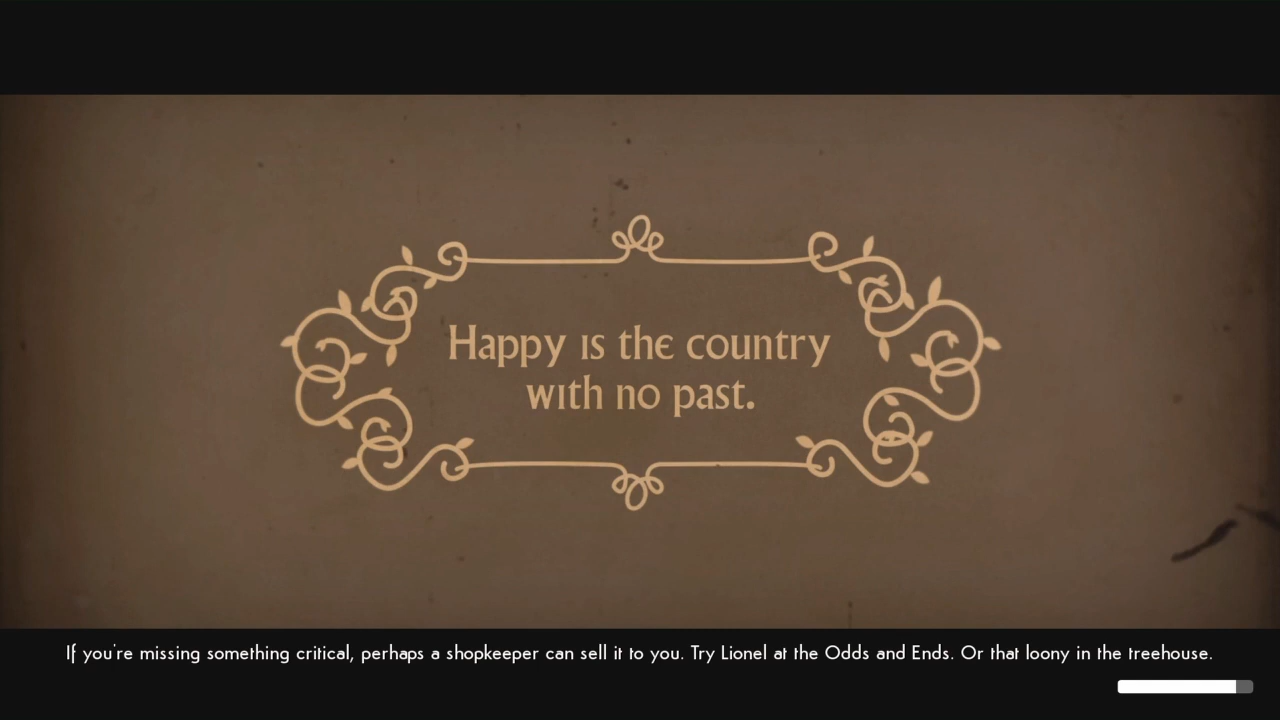 Happy is the country
with no past.
If you're missing something critical, perhaps a shopkeeper can sell it to you. Try Lionel at the Odds and Ends. Or that loony in the treehouse.